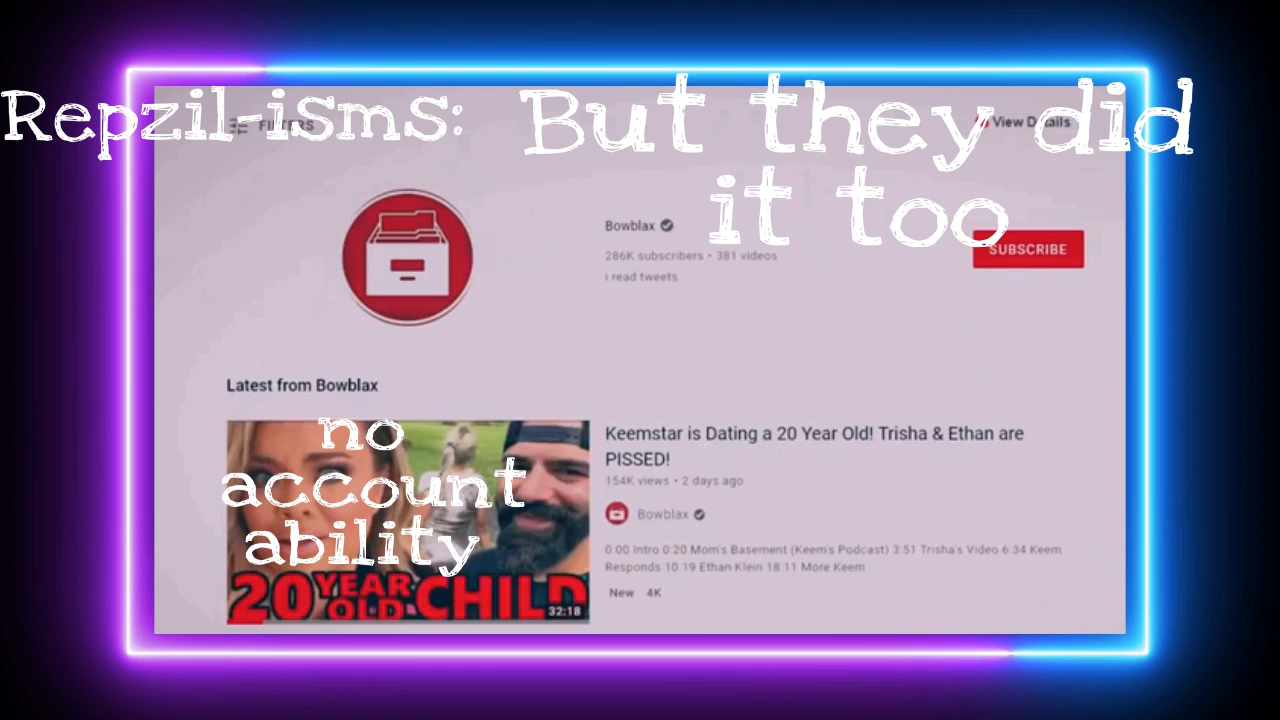 Repzil-isms:
But they did
it too
FILTERS
View Details
Bowblax
286K subscribers • 381 videos
i read tweets
SUBSCRIBE
Latest from Bowblax
no
account
ability
20 YEAR OLD CHILD
32:18
Keemstar is Dating a 20 Year Old! Trisha & Ethan are
PISSED!
154K views • 2 days ago
Bowblax
0:00 Intro 0:20 Mom's Basement (Keem's Podcast) 3:51 Trisha's Video 6:34 Keem
Responds 10:19 Ethan Klein 18:11 More Keem
New 4K